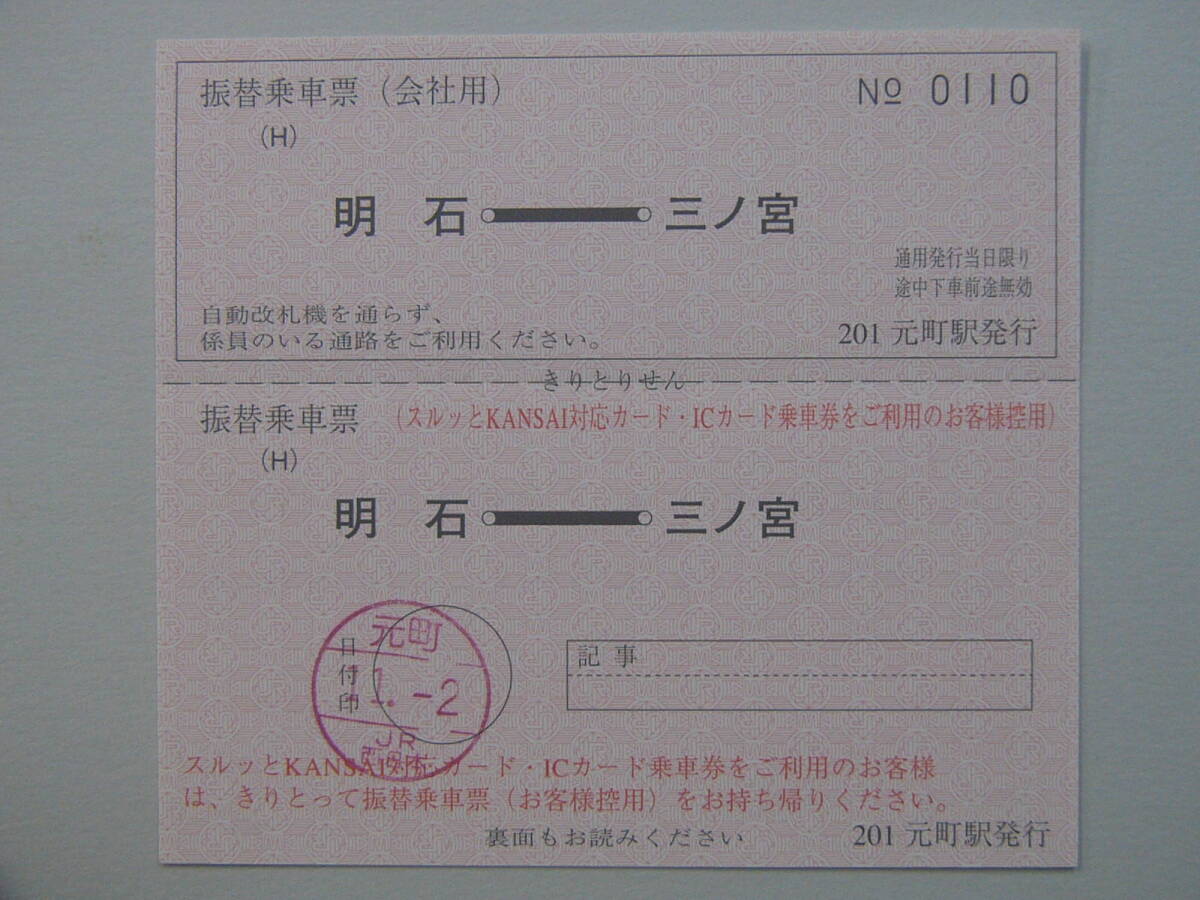 振替乗車票（会社用）
№ 0110
（H）
明 石 三ノ宮
通用発行当日限り
途中下車前途無効
自動改札機を通らず、
係員のいる通路をご利用ください。
201 元町駅発行
きりとりせん
振替乗車票
（スルッとKANSAI対応カード・ICカード乗車券をご利用のお客様控用）
（H）
明 石 三ノ宮
元町
日付印
1.-2
JR
記 事
スルッとKANSAI対応カード・ICカード乗車券をご利用のお客様
は、きりとって振替乗車票（お客様控用）をお持ち帰りください。
裏面もお読みください
201 元町駅発行